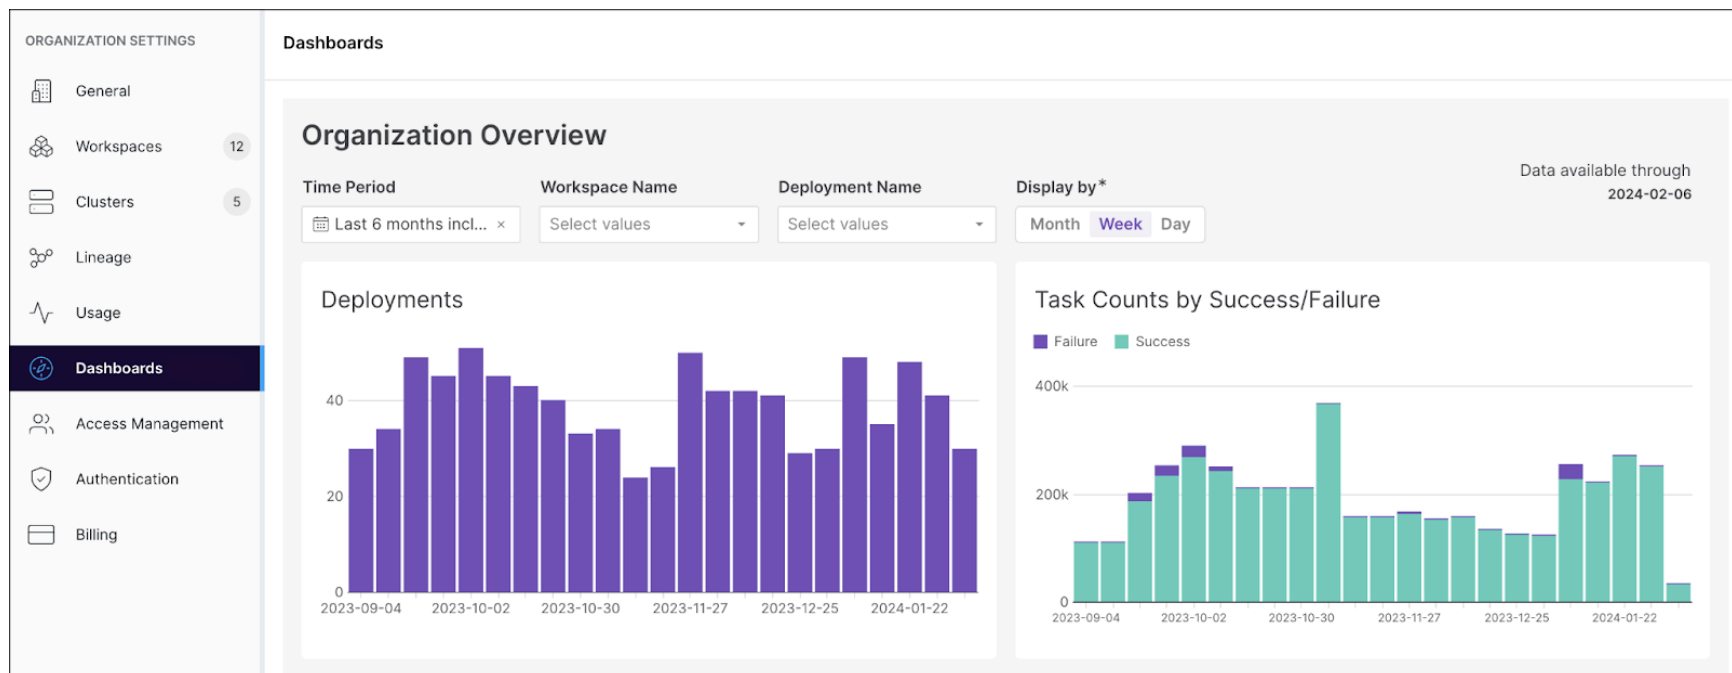 ORGANIZATION SETTINGS
General
Workspaces 12
Clusters 5
Lineage
Usage
Dashboards
Access Management
Authentication
Billing
Dashboards
Organization Overview
Data available through
2024-02-06
Time Period Workspace Name Deployment Name Display by*
Last 6 months incl... × Select values Select values Month Week Day
Deployments
40
20
0
2023-09-04 2023-10-02 2023-10-30 2023-11-27 2023-12-25 2024-01-22
Task Counts by Success/Failure
Failure Success
400k
200k
0
2023-09-04 2023-10-02 2023-10-30 2023-11-27 2023-12-25 2024-01-22